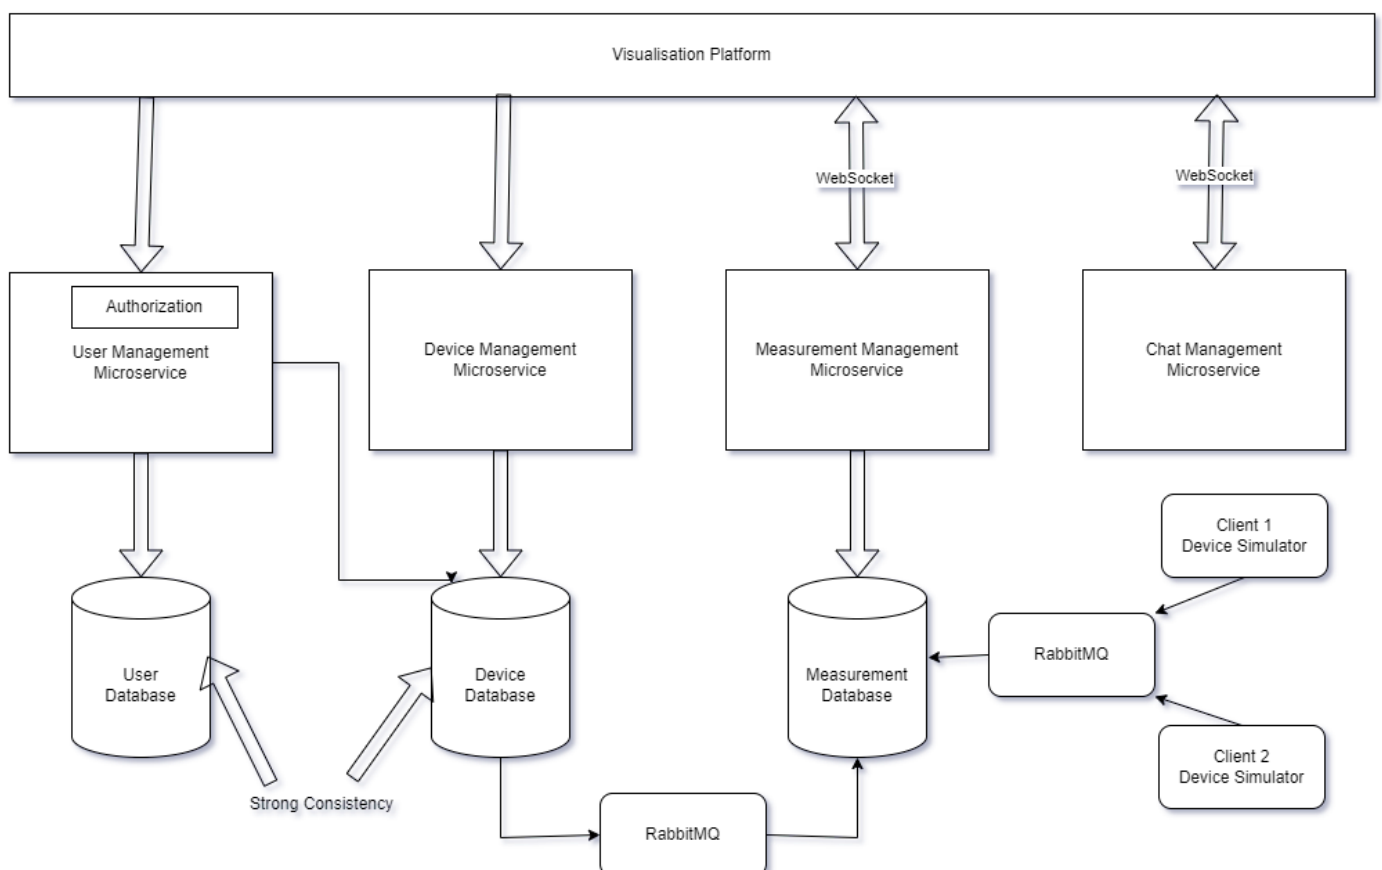 Visualisation Platform
WebSocket
WebSocket
Authorization
User Management
Microservice
Device Management
Microservice
Measurement Management
Microservice
Chat Management
Microservice
Client 1
Device Simulator
User
Database
Device
Database
Measurement
Database
RabbitMQ
Client 2
Device Simulator
Strong Consistency
RabbitMQ